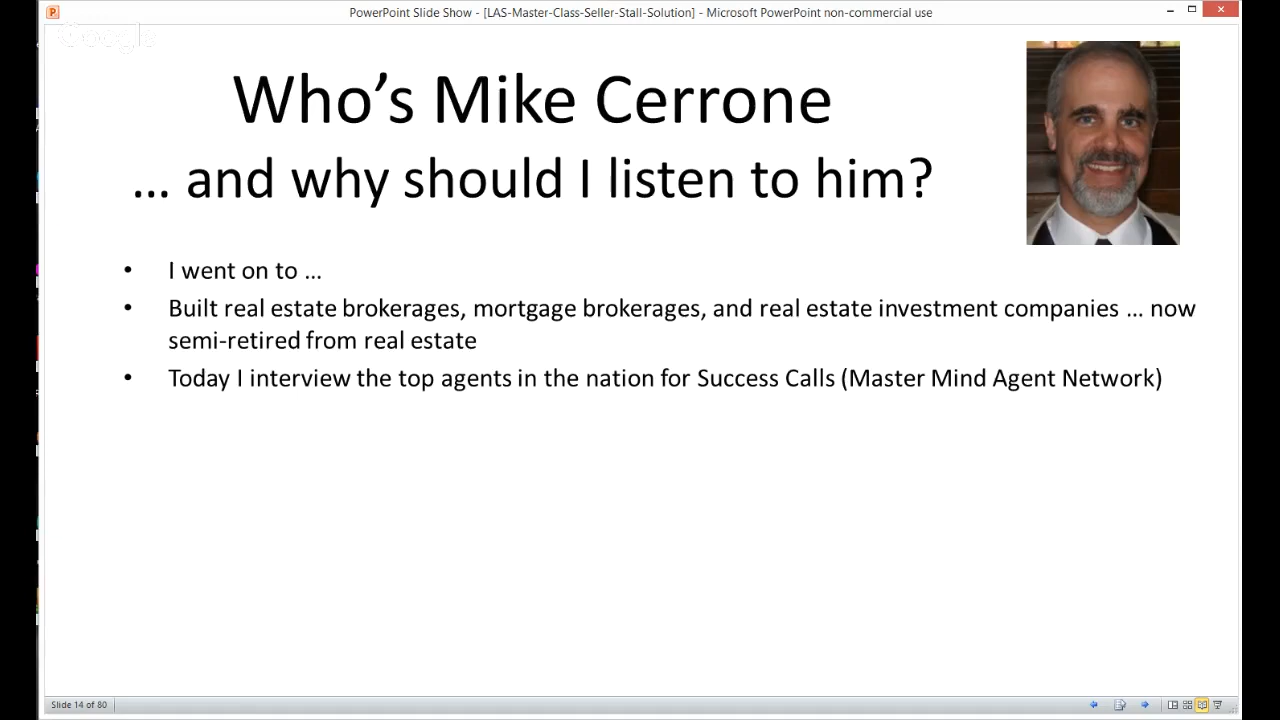 PowerPoint Slide Show - [LAS-Master-Class-Seller-Stall-Solution] - Microsoft PowerPoint non-commercial use
Google
Who’s Mike Cerrone
… and why should I listen to him?
• I went on to …
• Built real estate brokerages, mortgage brokerages, and real estate investment companies … now
semi-retired from real estate
• Today I interview the top agents in the nation for Success Calls (Master Mind Agent Network)
Slide 14 of 80